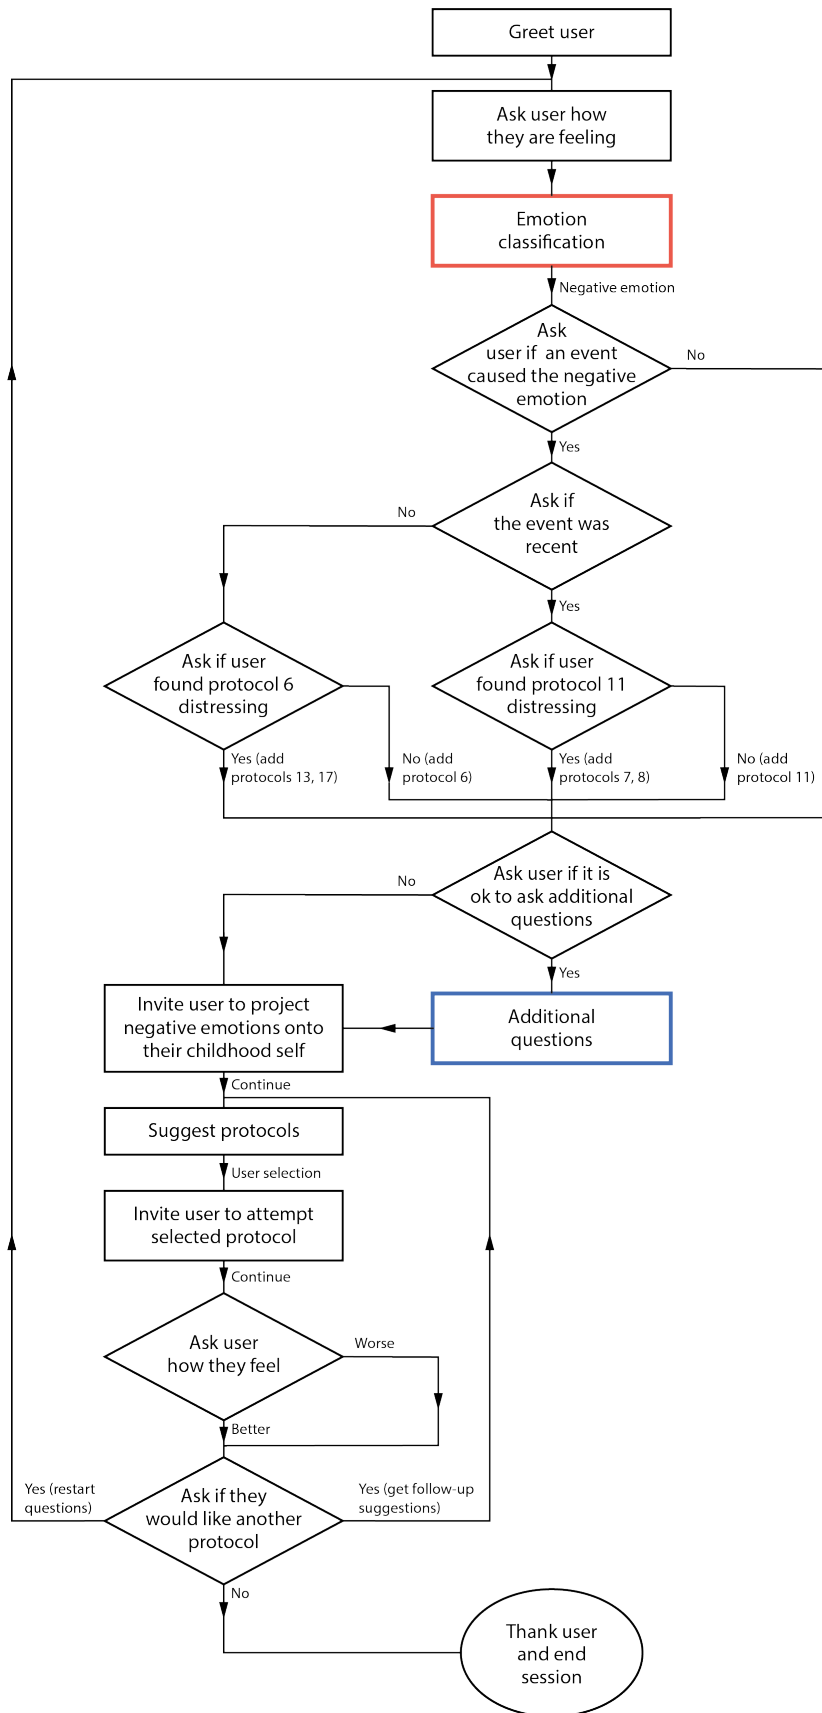 Greet user
Ask user how
they are feeling
Emotion
classification
Negative emotion
Ask
user if an event
caused the negative
emotion
No
Yes
Ask if
the event was
recent
No
Yes
Ask if user
found protocol 6
distressing
Ask if user
found protocol 11
distressing
Yes (add
protocols 13, 17)
No (add
protocol 6)
Yes (add
protocols 7, 8)
No (add
protocol 11)
Ask user if it is
ok to ask additional
questions
No
Yes
Invite user to project
negative emotions onto
their childhood self
Additional
questions
Continue
Suggest protocols
User selection
Invite user to attempt
selected protocol
Continue
Ask user
how they feel
Worse
Better
Yes (restart
questions)
Ask if they
would like another
protocol
Yes (get follow-up
suggestions)
No
Thank user
and end
session